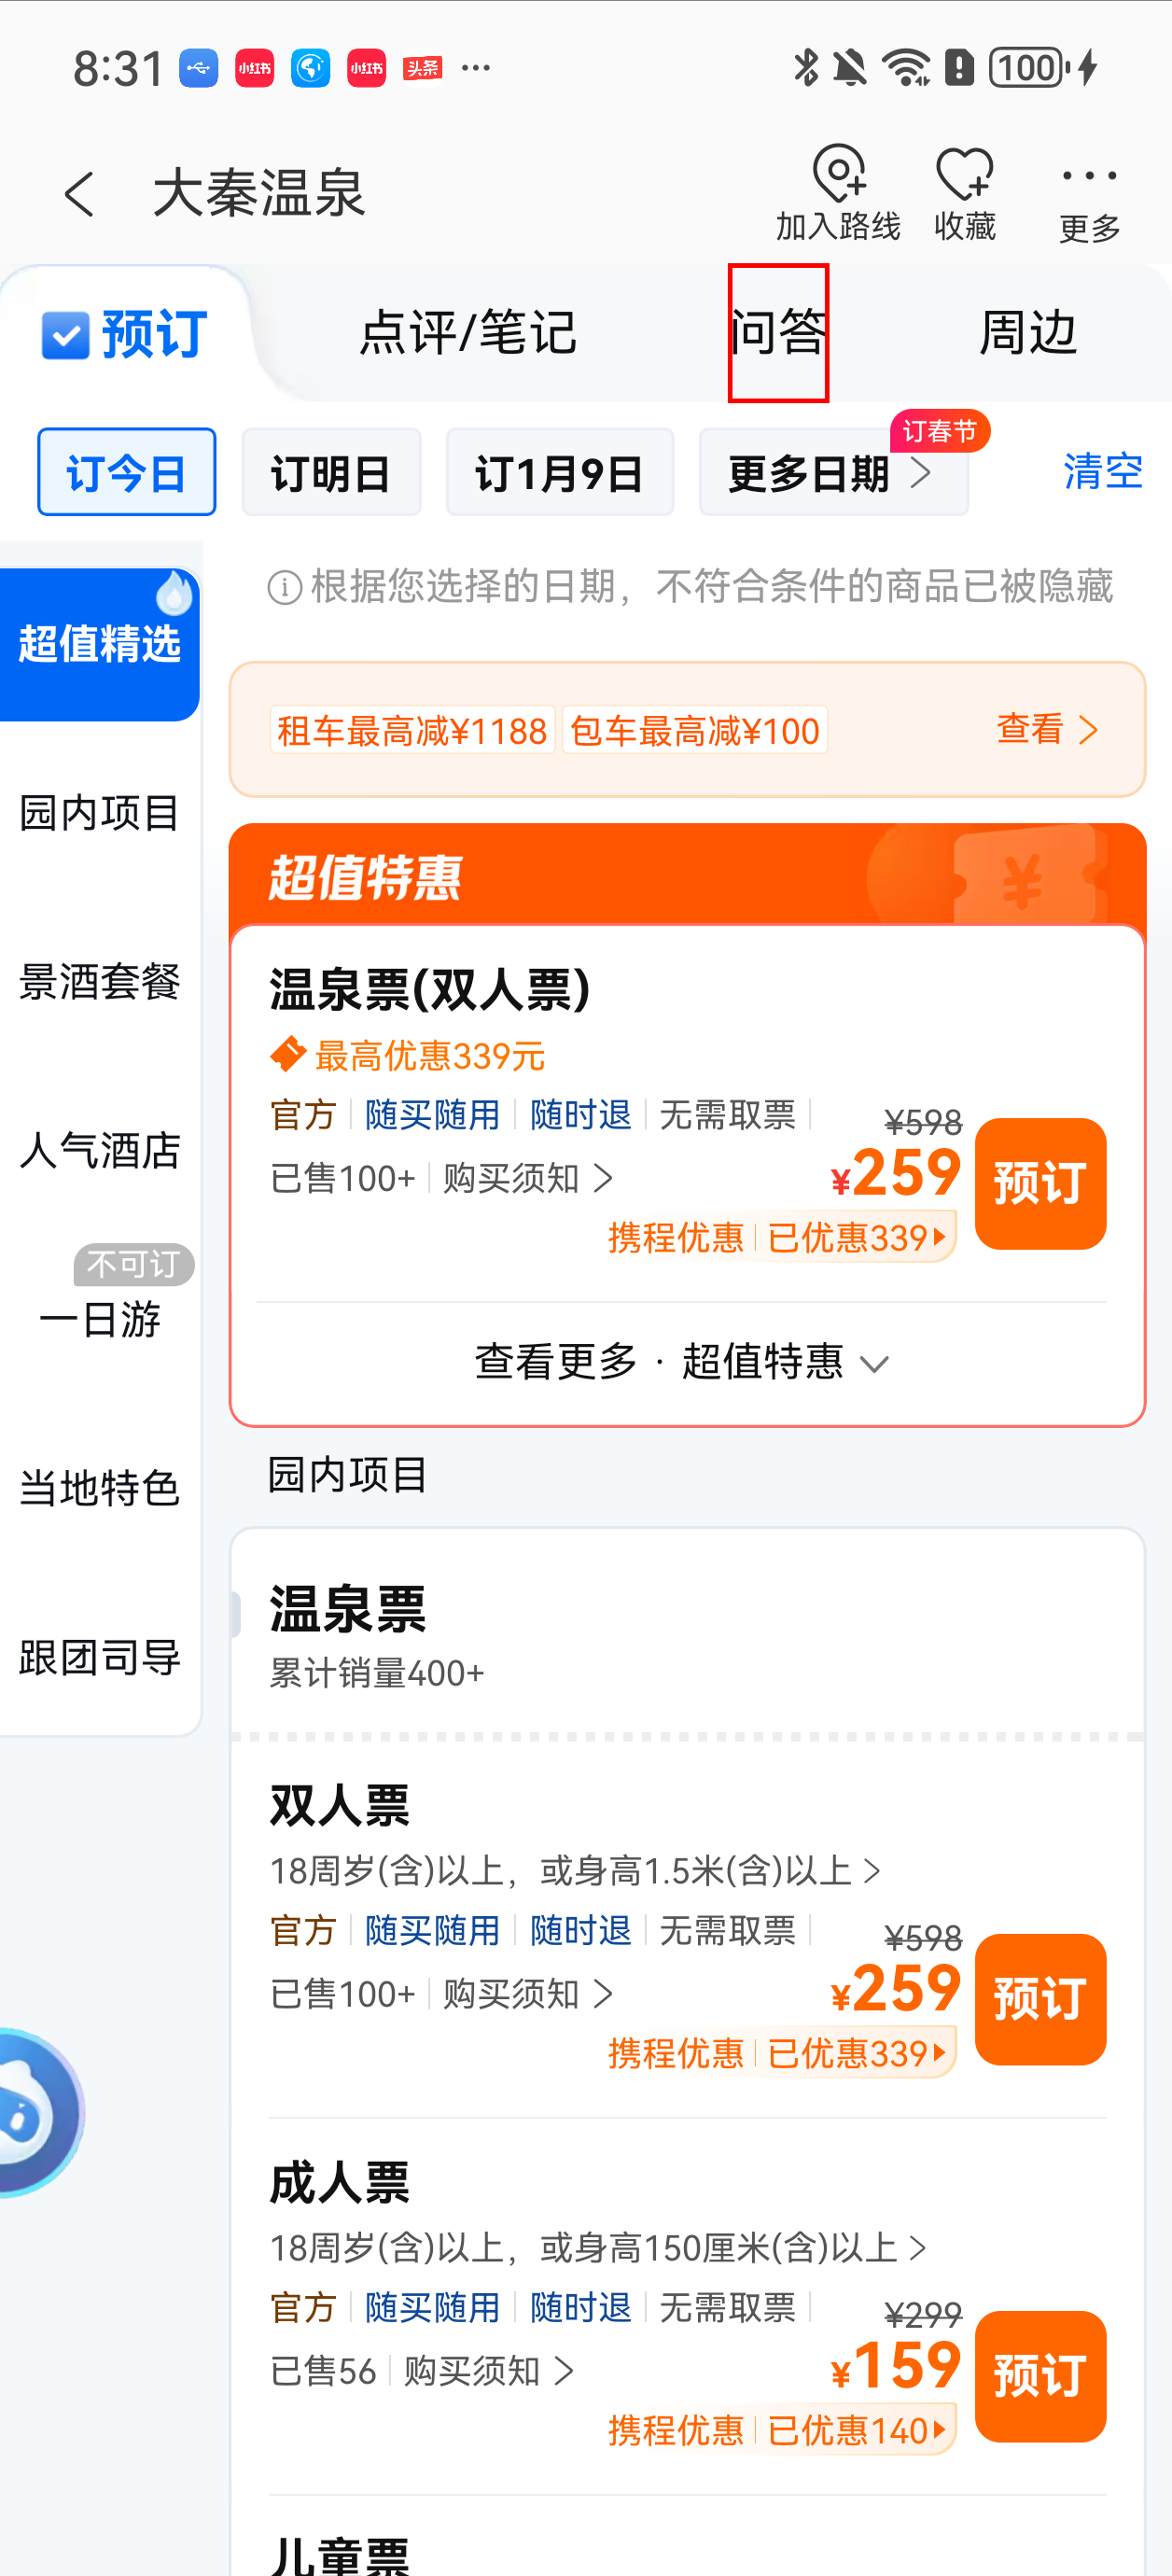 8:31 小红书 小红书 头条 ... 100
大秦温泉
加入路线 收藏 更多
预订 点评/笔记 问答 周边
订春节
订今日 订明日 订1月9日 更多日期 清空
根据您选择的日期，不符合条件的商品已被隐藏
超值精选
园内项目
景酒套餐
人气酒店
不可订
一日游
当地特色
跟团司导
租车最高减¥1188 包车最高减¥100 查看
超值特惠 ¥
温泉票(双人票)
最高优惠339元
官方 随买随用 随时退 无需取票 ¥598
已售100+ 购买须知 ¥259 预订
携程优惠 已优惠339
查看更多 · 超值特惠
园内项目
温泉票
累计销量400+
双人票
18周岁(含)以上，或身高1.5米(含)以上
官方 随买随用 随时退 无需取票 ¥598
已售100+ 购买须知 ¥259 预订
携程优惠 已优惠339
成人票
18周岁(含)以上，或身高150厘米(含)以上
官方 随买随用 随时退 无需取票 ¥299
已售56 购买须知 ¥159 预订
携程优惠 已优惠140
儿童票